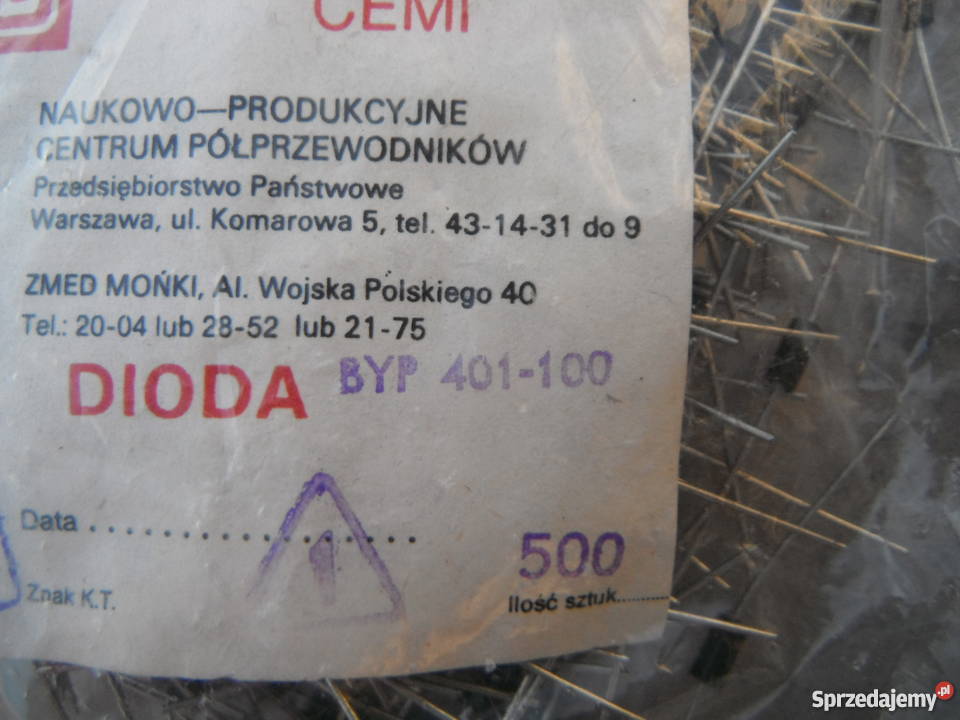 CEMI
NAUKOWO—PRODUKCYJNE
CENTRUM PÓŁPRZEWODNIKÓW
Przedsiębiorstwo Państwowe
Warszawa, ul. Komarowa 5, tel. 43-14-31 do 9
ZMED MOŃKI, Al. Wojska Polskiego 40
Tel.: 20-04 lub 28-52 lub 21-75
DIODA BYP 401-100
Data ........................
1
500
Znak K.T.
Ilość sztuk..........
Sprzedajemy.pl